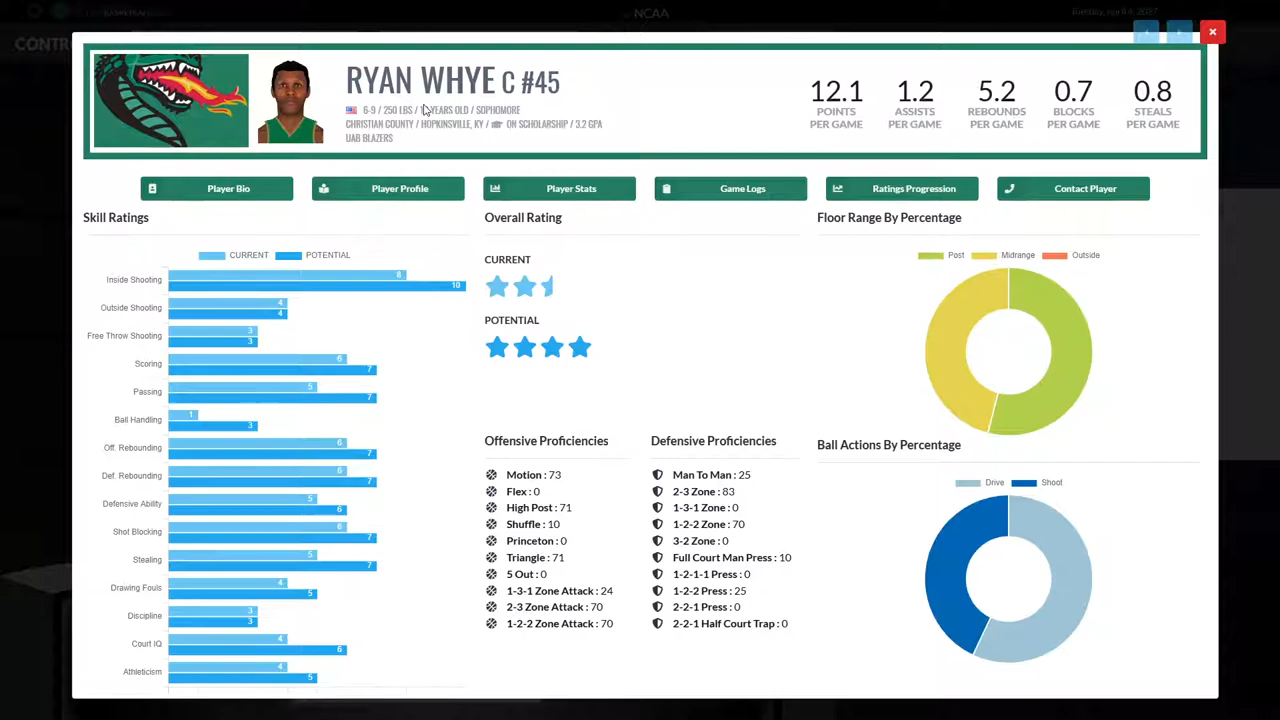 NCAA
CONTR
RYAN WHYE C #45
6-9 / 250 LBS / YEARS OLD / SOPHOMORE
CHRISTIAN COUNTY / HOPKINSVILLE, KY / ON SCHOLARSHIP / 3.2 GPA
UAB BLAZERS
12.1 1.2 5.2 0.7 0.8
POINTS ASSISTS REBOUNDS BLOCKS STEALS
PER GAME PER GAME PER GAME PER GAME PER GAME
Player Bio Player Profile Player Stats Game Logs Ratings Progression Contact Player
Skill Ratings
CURRENT POTENTIAL
Inside Shooting 8
10
Outside Shooting 4
4
Free Throw Shooting 3
3
Scoring 6
7
Passing 5
7
Ball Handling 1
3
Off. Rebounding 6
7
Def. Rebounding 6
7
Defensive Ability 5
6
Shot Blocking 6
7
Stealing 5
7
Drawing Fouls 4
5
Discipline 3
3
Court IQ 4
6
Athleticism 4
5
Overall Rating
CURRENT
POTENTIAL
Offensive Proficiencies
Motion : 73
Flex : 0
High Post : 71
Shuffle : 10
Princeton : 0
Triangle : 71
5 Out : 0
1-3-1 Zone Attack : 24
2-3 Zone Attack : 70
1-2-2 Zone Attack : 70
Defensive Proficiencies
Man To Man : 25
2-3 Zone : 83
1-3-1 Zone : 0
1-2-2 Zone : 70
3-2 Zone : 0
Full Court Man Press : 10
1-2-1-1 Press : 0
1-2-2 Press : 25
2-2-1 Press : 0
2-2-1 Half Court Trap : 0
Floor Range By Percentage
Post Midrange Outside
Ball Actions By Percentage
Drive Shoot